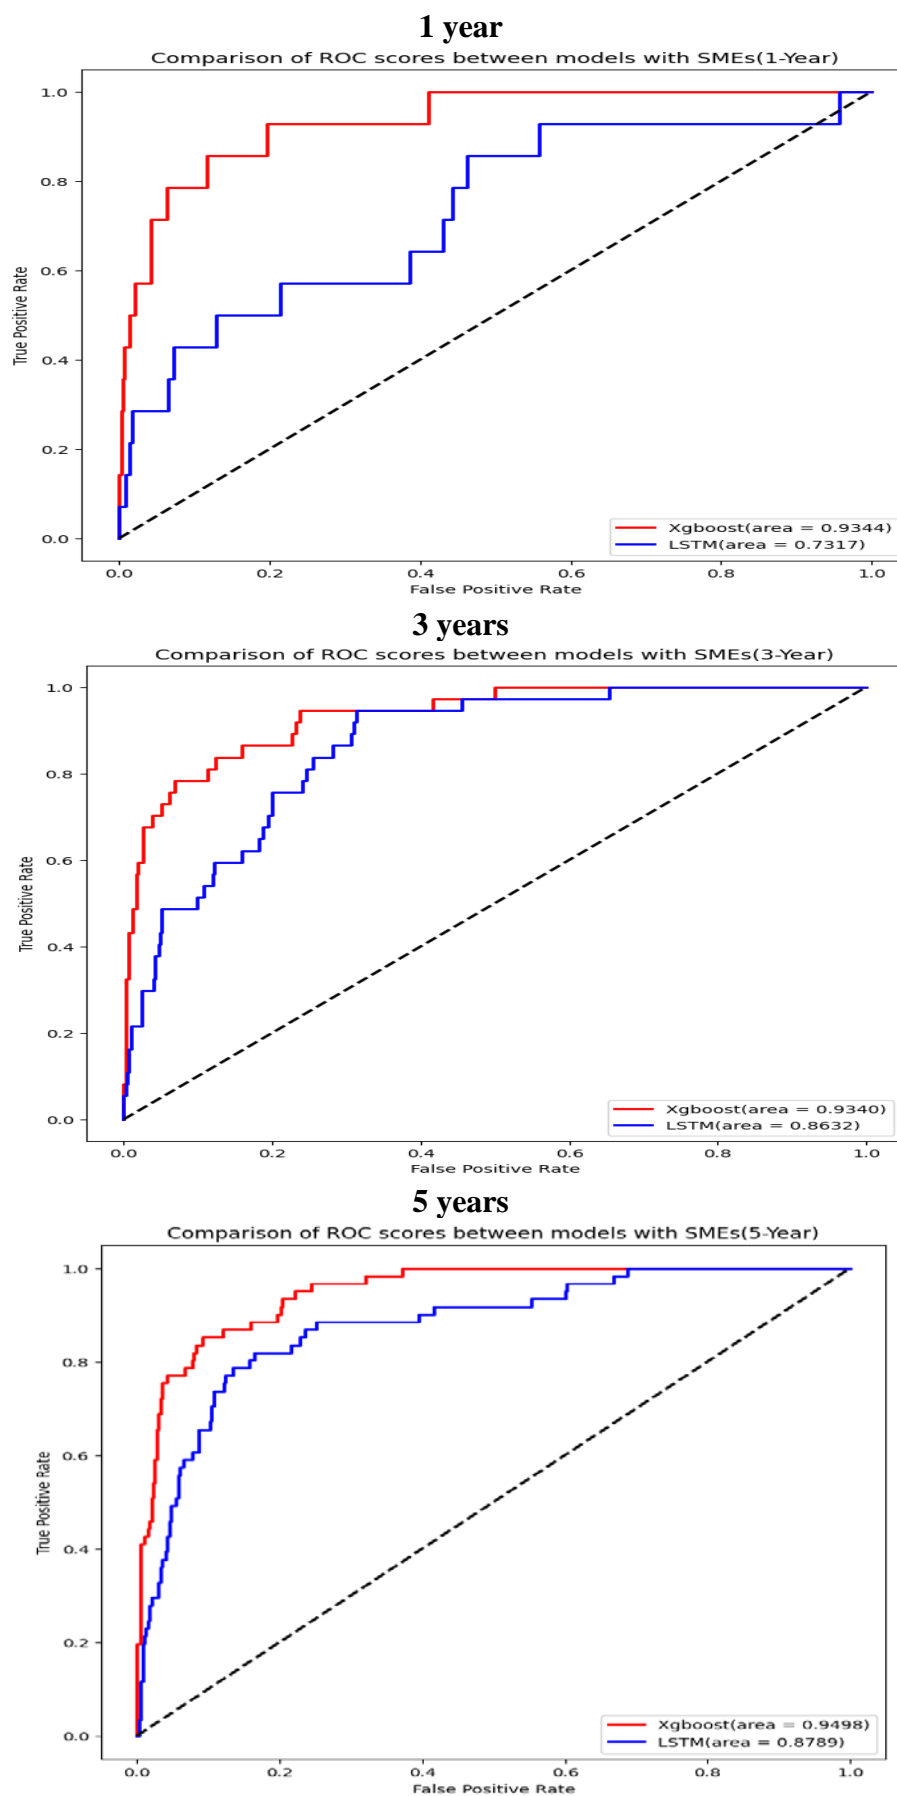 1 year
Comparison of ROC scores between models with SMEs(1-Year)
1.0
0.8
0.6
0.4
0.2
0.0
True Positive Rate
Xgboost(area = 0.9344)
LSTM(area = 0.7317)
0.0 0.2 0.4 0.6 0.8 1.0
False Positive Rate
3 years
Comparison of ROC scores between models with SMEs(3-Year)
1.0
0.8
0.6
0.4
0.2
0.0
True Positive Rate
Xgboost(area = 0.9340)
LSTM(area = 0.8632)
0.0 0.2 0.4 0.6 0.8 1.0
False Positive Rate
5 years
Comparison of ROC scores between models with SMEs(5-Year)
1.0
0.8
0.6
0.4
0.2
0.0
True Positive Rate
Xgboost(area = 0.9498)
LSTM(area = 0.8789)
0.0 0.2 0.4 0.6 0.8 1.0
False Positive Rate